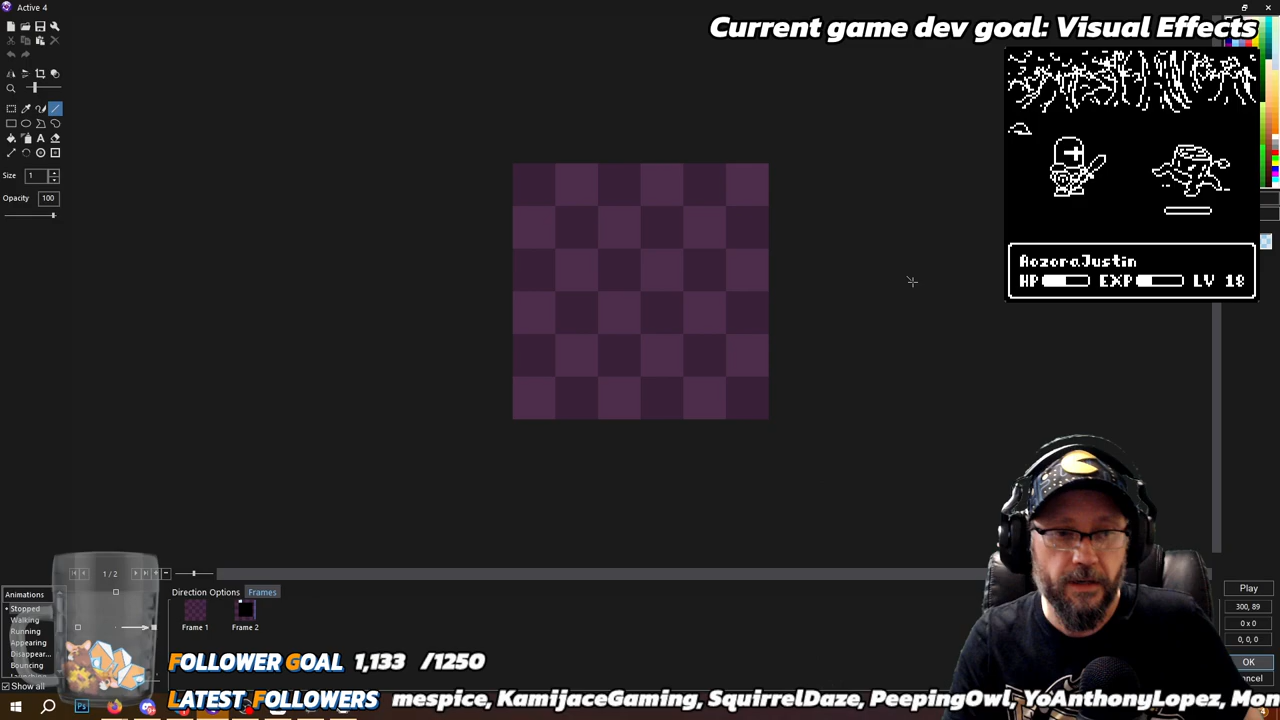 Active 4
Current game dev goal: Visual Effects
Size 1
Opacity 100
AozoraJustin
HP EXP LV 18
1 / 2
Animations
Stopped
Walking
Running
Appearing
Disappear...
Bouncing
Show all
Direction Options Frames
Frame 1 Frame 2
Play
300, 89
0 x 0
0, 0, 0
OK
FOLLOWER GOAL 1,133 /1250
LATEST FOLLOWERS mespice, KamijaceGaming, SquirrelDaze, PeepingOwl, YoAnthonyLopez,